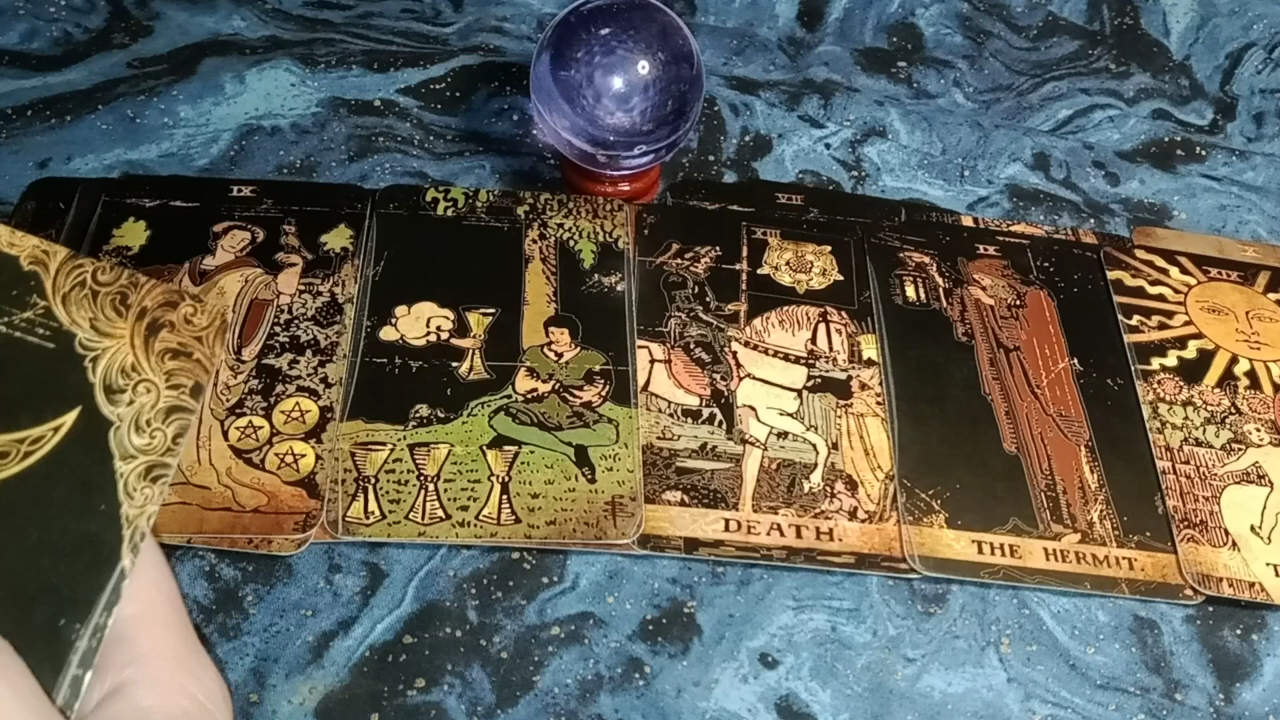 IX
VII
XIII
DEATH.
IX
THE HERMIT.
X
XIX
T